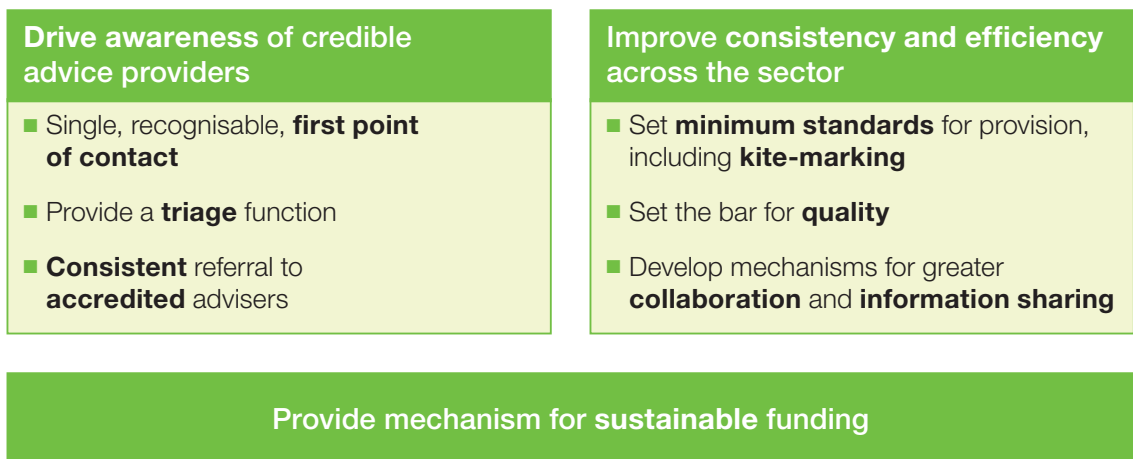 Drive awareness of credible
advice providers
■ Single, recognisable, first point
of contact
■ Provide a triage function
■ Consistent referral to
accredited advisers
Improve consistency and efficiency
across the sector
■ Set minimum standards for provision,
including kite-marking
■ Set the bar for quality
■ Develop mechanisms for greater
collaboration and information sharing
Provide mechanism for sustainable funding